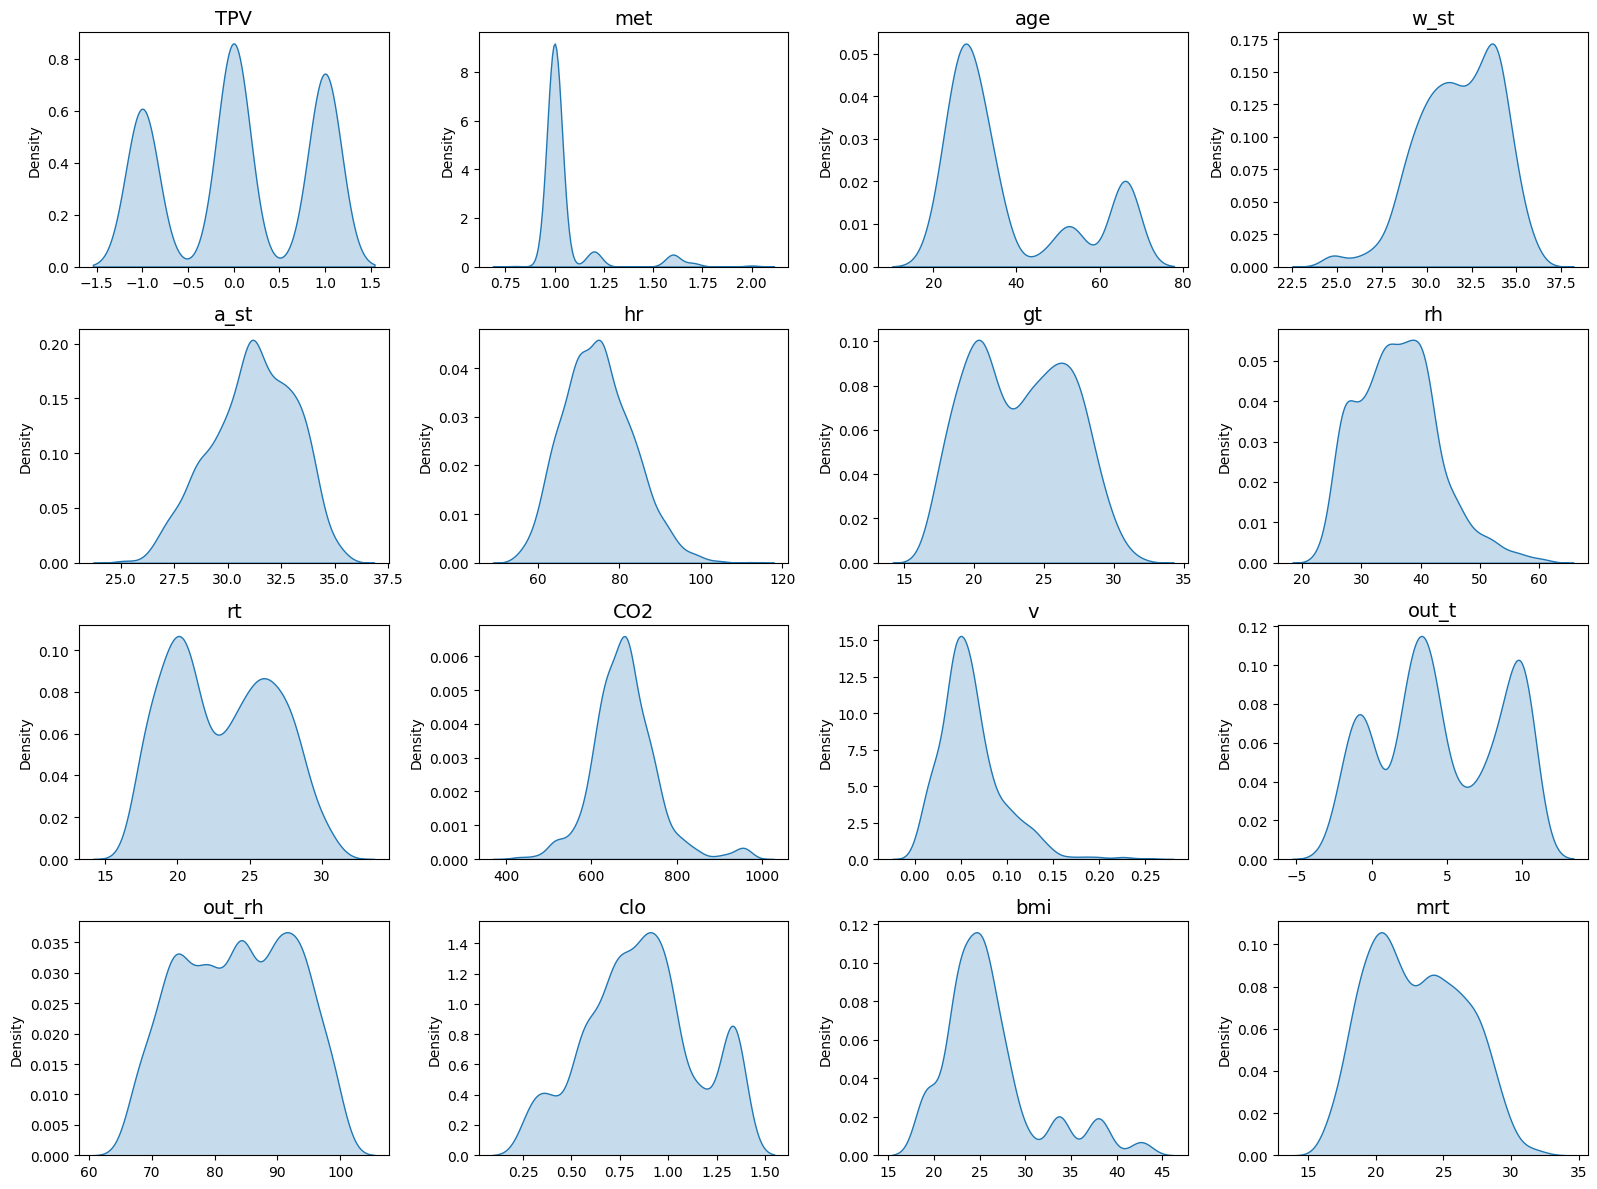 TPV met age w_st
Density 0.0 0.2 0.4 0.6 0.8
−1.5 −1.0 −0.5 0.0 0.5 1.0 1.5
Density 0 2 4 6 8
0.75 1.00 1.25 1.50 1.75 2.00
0.00 0.01 0.02 0.03 0.04 0.05
20 40 60 80
Density 0.000 0.025 0.050 0.075 0.100 0.125 0.150 0.175
22.5 25.0 27.5 30.0 32.5 35.0 37.5
a_st hr gt rh
Density 0.00 0.05 0.10 0.15 0.20
25.0 27.5 30.0 32.5 35.0 37.5
Density 0.00 0.01 0.02 0.03 0.04
60 80 100 120
Density 0.00 0.02 0.04 0.06 0.08 0.10
15 20 25 30 35
Density 0.00 0.01 0.02 0.03 0.04 0.05
20 30 40 50 60
rt CO2 v out_t
Density 0.00 0.02 0.04 0.06 0.08 0.10
15 20 25 30
Density 0.000 0.001 0.002 0.003 0.004 0.005 0.006
400 600 800 1000
Density 0.0 2.5 5.0 7.5 10.0 12.5 15.0
0.00 0.05 0.10 0.15 0.20 0.25
Density 0.00 0.02 0.04 0.06 0.08 0.10 0.12
−5 0 5 10
out_rh clo bmi mrt
Density 0.000 0.005 0.010 0.015 0.020 0.025 0.030 0.035
60 70 80 90 100
Density 0.0 0.2 0.4 0.6 0.8 1.0 1.2 1.4
0.25 0.50 0.75 1.00 1.25 1.50
Density 0.00 0.02 0.04 0.06 0.08 0.10 0.12
15 20 25 30 35 40 45
Density 0.00 0.02 0.04 0.06 0.08 0.10
15 20 25 30 35